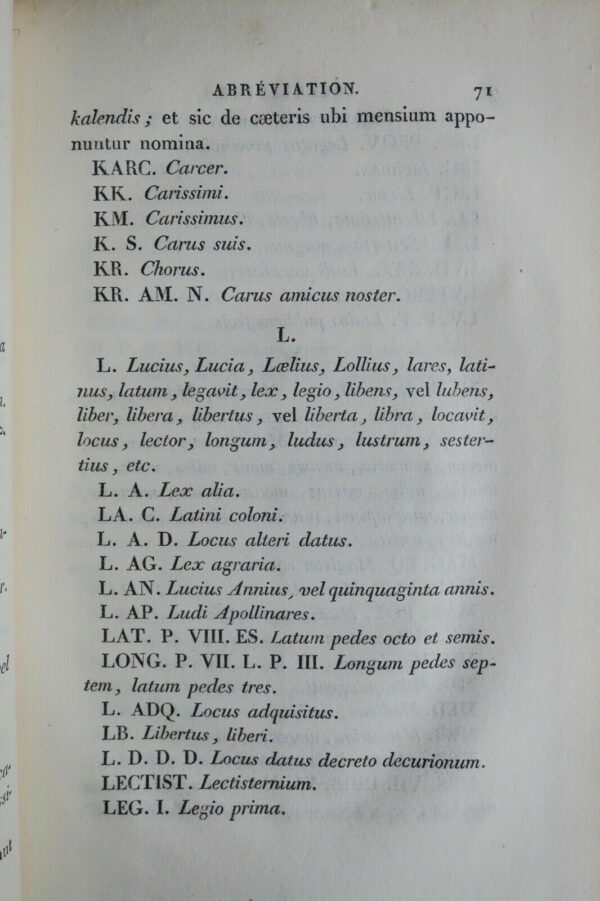 ABRÉVIATION. 71
kalendis ; et sic de cæteris ubi mensium appo-
nuntur nomina.
KARC. Carcer.
KK. Carissimi.
KM. Carissimus.
K. S. Carus suis.
KR. Chorus.
KR. AM. N. Carus amicus noster.
L.
L. Lucius, Lucia, Lælius, Lollius, lares, lati-
nus, latum, legavit, lex, legio, libens, vel lubens,
liber, libera, libertus, vel liberta, libra, locavit,
locus, lector, longum, ludus, lustrum, sester-
tius, etc.
L. A. Lex alia.
LA. C. Latini coloni.
L. A. D. Locus alteri datus.
L. AG. Lex agraria.
L. AN. Lucius Annius, vel quinquaginta annis.
L. AP. Ludi Apollinares.
LAT. P. VIII. ES. Latum pedes octo et semis.
LONG. P. VII. L. P. III. Longum pedes sep-
tem, latum pedes tres.
L. ADQ. Locus adquisitus.
LB. Libertus, liberi.
L. D. D. D. Locus datus decreto decurionum.
LECTIST. Lectisternium.
LEG. I. Legio prima.